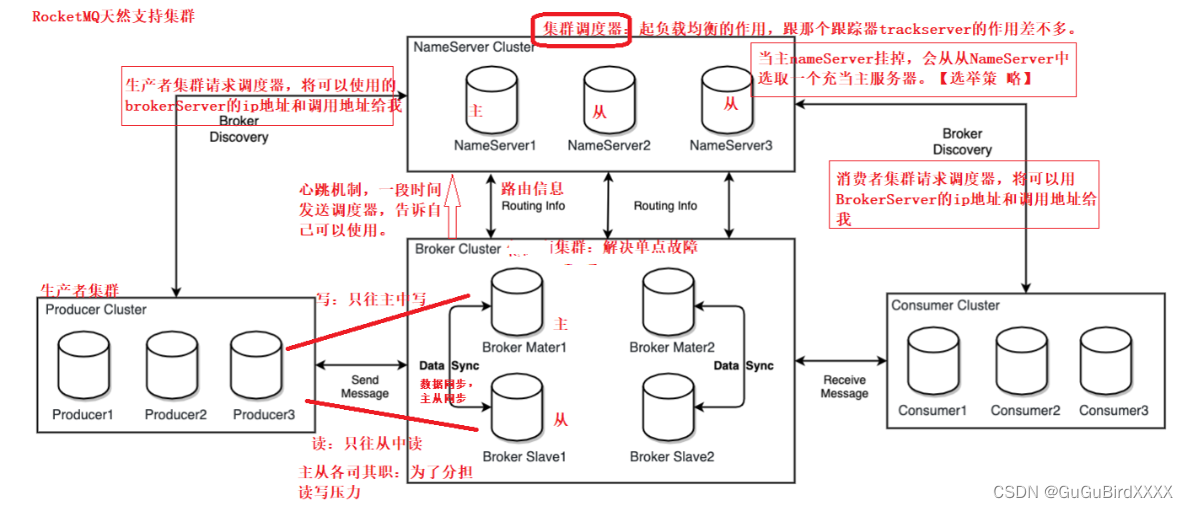 RocketMQ天然支持集群
集群调度器：起负载均衡的作用，跟那个跟踪器trackserver的作用差不多。
NameServer Cluster
当主nameServer挂掉，会从从NameServer中
选取一个充当主服务器。【选举策 略】
生产者集群请求调度器，将可以使用的
brokerServer的ip地址和调用地址给我
主
从
从
NameServer1
NameServer2
NameServer3
Broker
Discovery
Broker
Discovery
消费者集群请求调度器，将可以用
BrokerServer的ip地址和调用地址给
我
心跳机制，一段时间
发送调度器，告诉自
己可以使用。
路由信息
Routing Info
Routing Info
Broker Cluster
集群：解决单点故障
生产者集群
Producer Cluster
写：只往主中写
Consumer Cluster
主
Broker Mater1
Broker Mater2
Data Sync
Data Sync
数据同步，
主从同步
Send
Message
Receive
Message
Producer1
Producer2
Producer3
Consumer1
Consumer2
Consumer3
从
读：只往从中读
Broker Slave1
Broker Slave2
主从各司其职：为了分担
读写压力
CSDN @GuGuBirdXXXX